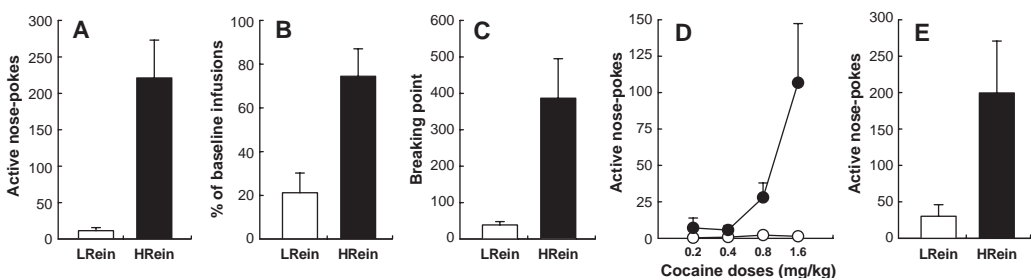 A
Active nose-pokes
300
250
200
150
100
50
0
LRein HRein
B
% of baseline infusions
100
80
60
40
20
0
LRein HRein
C
Breaking point
600
500
400
300
200
100
0
LRein HRein
D
Active nose-pokes
150
125
100
75
50
25
0
0.2 0.4 0.8 1.6
Cocaine doses (mg/kg)
E
Active nose-pokes
300
250
200
150
100
50
0
LRein HRein